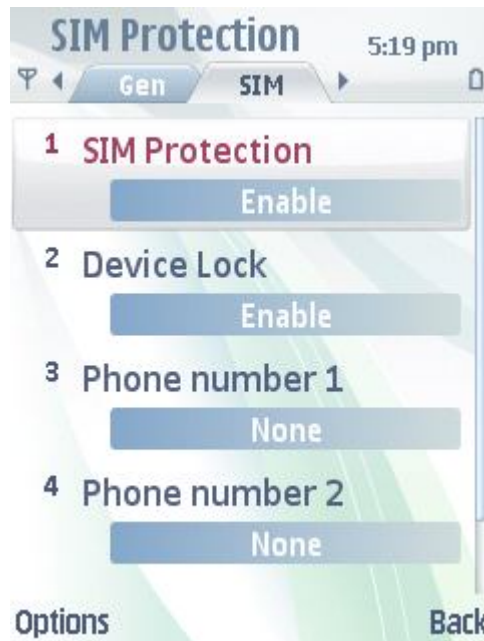 SIM Protection
5:19 pm
Gen SIM
1 SIM Protection
Enable
2 Device Lock
Enable
3 Phone number 1
None
4 Phone number 2
None
Options Back